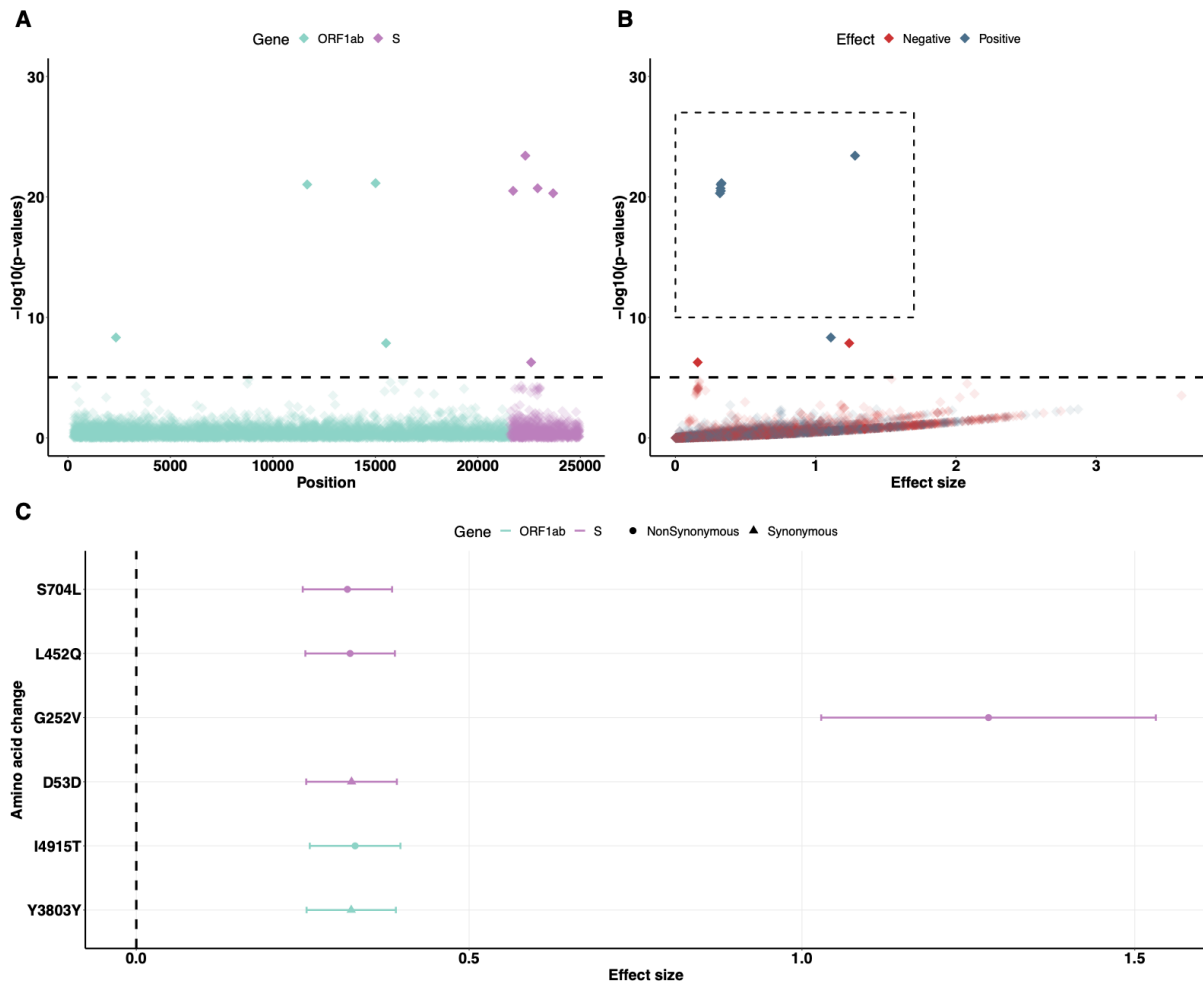 A
Gene ORF1ab S
30
20
10
0
−log10(p−values)
0 5000 10000 15000 20000 25000
Position
B
Effect Negative Positive
30
20
10
0
−log10(p−values)
0 1 2 3
Effect size
C
Gene ORF1ab S NonSynonymous Synonymous
Amino acid change
S704L
L452Q
G252V
D53D
I4915T
Y3803Y
0.0 0.5 1.0 1.5
Effect size